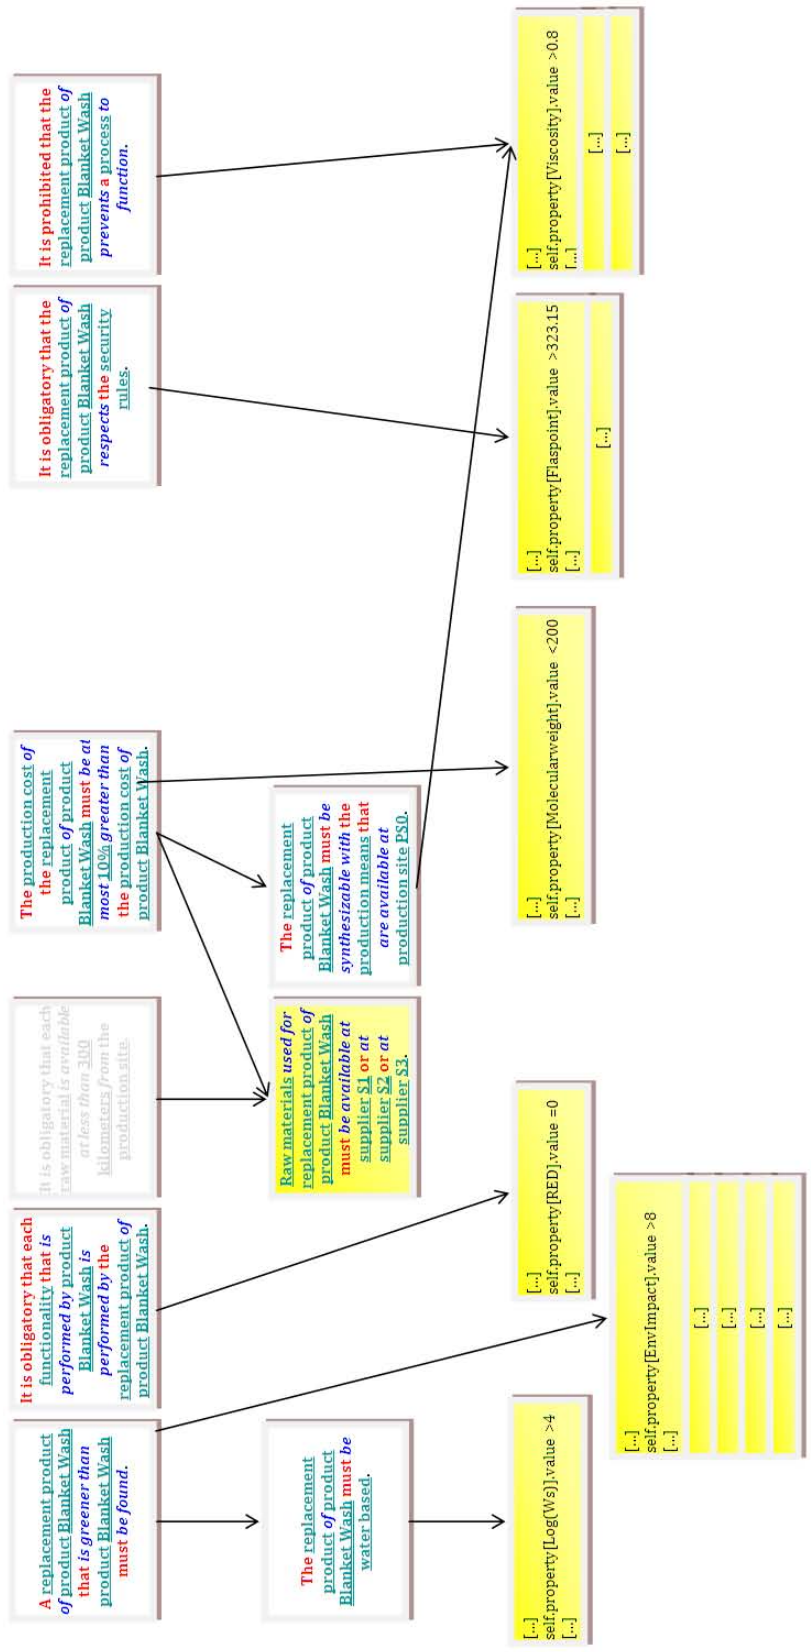 A replacement product
of product Blanket Wash
that is greener than
product Blanket Wash
must be found.
It is obligatory that each
functionality that is
performed by product
Blanket Wash is
performed by the
replacement product of
product Blanket Wash.
It is obligatory that each
raw material is available
at less than 300
kilometers from the
production site.
The production cost of
the replacement
product of product
Blanket Wash must be at
most 10% greater than
the production cost of
product Blanket Wash.
It is obligatory that the
replacement product of
product Blanket Wash
respects the security
rules.
It is prohibited that the
replacement product of
product Blanket Wash
prevents a process to
function.
The replacement
product of product
Blanket Wash must be
water based.
Raw materials used for
replacement product of
product Blanket Wash
must be available at
supplier S1 or at
supplier S2 or at
supplier S3.
The replacement
product of product
Blanket Wash must be
synthesizable with the
production means that
are available at
production site PS0.
[...]
self.property[Log(Ws)].value >4
[...]
[...]
self.property[EnvImpact].value >8
[...]
[...]
[...]
[...]
[...]
[...]
self.property[RED].value =0
[...]
[...]
self.property[Molecularweight].value <200
[...]
[...]
self.property[Flaspoint].value >323.15
[...]
[...]
[...]
self.property[Viscosity].value >0.8
[...]
[...]
[...]